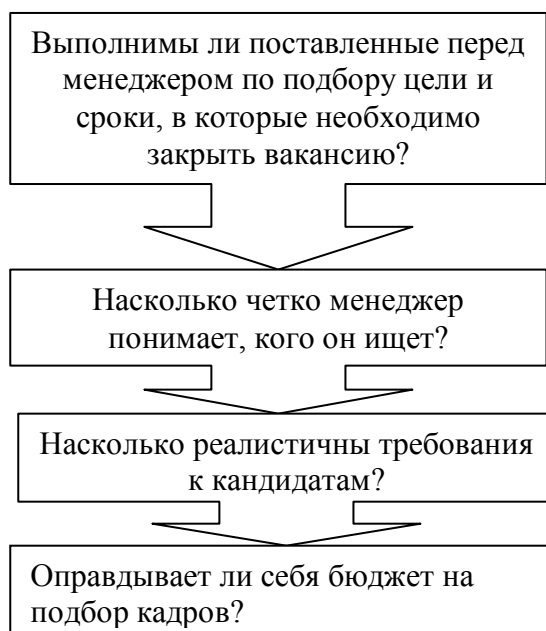 Выполнимы ли поставленные перед
менеджером по подбору цели и
сроки, в которые необходимо
закрыть вакансию?
Насколько четко менеджер
понимает, кого он ищет?
Насколько реалистичны требования
к кандидатам?
Оправдывает ли себя бюджет на
подбор кадров?